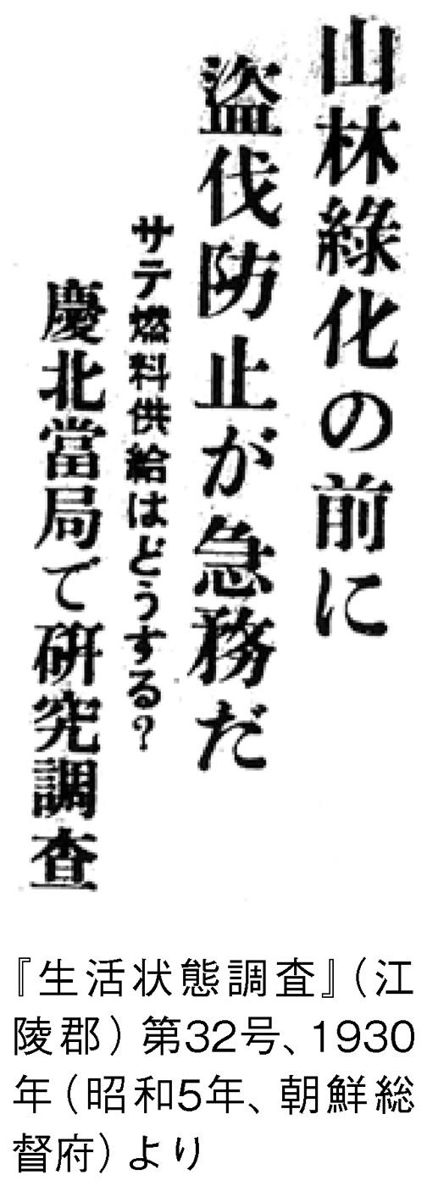 山林綠化の前に
盜伐防止が急務だ
サテ燃料供給はどうする?
慶北當局で研究調査
『生活状態調査』(江
陵郡)第32号、1930
年(昭和5年、朝鮮総
督府)より